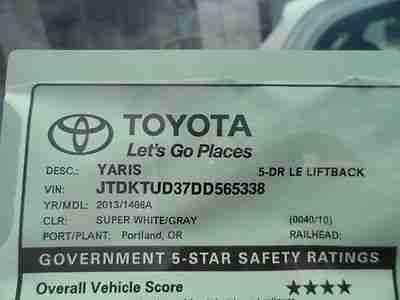 TOYOTA
Let's Go Places
DESC.: YARIS 5-DR LE LIFTBACK
VIN: JTDKTUD37DD565338
YR/MDL: 2013/1466A
CLR: SUPER WHITE/GRAY (0040/10)
PORT/PLANT: Portland, OR RAILHEAD:
GOVERNMENT 5-STAR SAFETY RATINGS
Overall Vehicle Score ★★★★